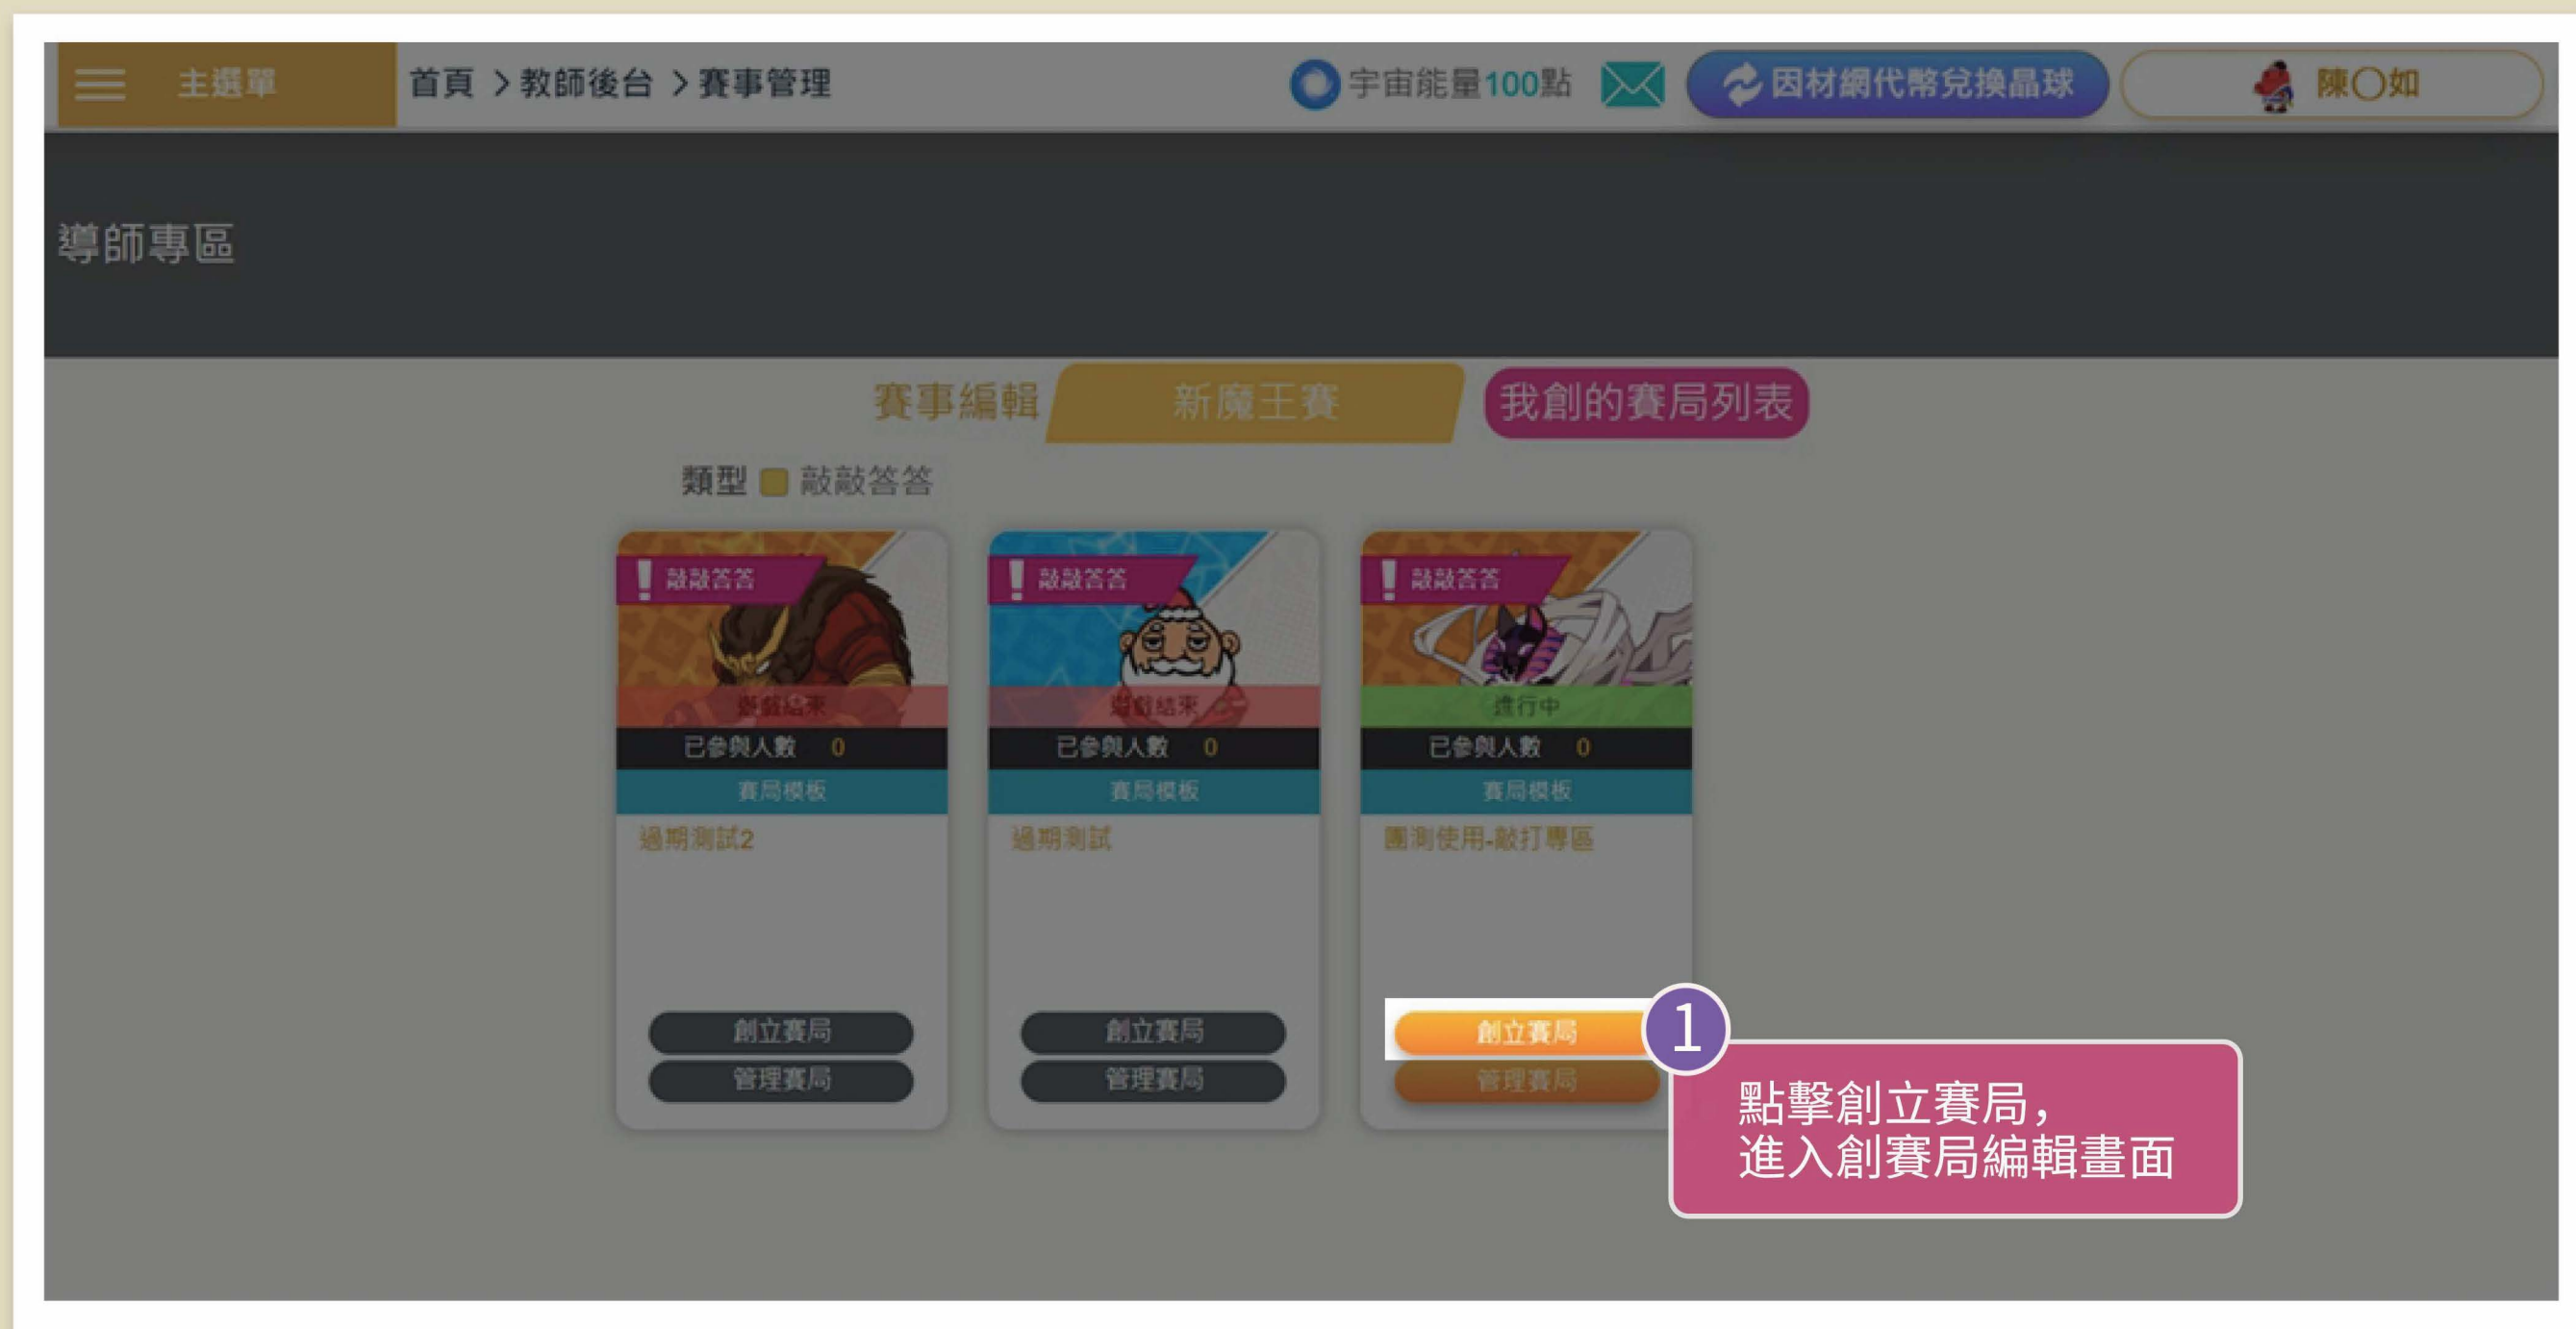 主選單
首頁 > 教師後台 > 賽事管理
宇宙能量100點
因材網代幣兌換晶球
陳〇如
導師專區
賽事編輯
新魔王賽
我創的賽局列表
類型 敲敲答答
敲敲答答
遊戲結束
已參與人數 0
賽局模板
過期測試2
創立賽局
管理賽局
敲敲答答
遊戲結束
已參與人數 0
賽局模板
過期測試
創立賽局
管理賽局
敲敲答答
進行中
已參與人數 0
賽局模板
團測使用-敲打專區
創立賽局
管理賽局
1
點擊創立賽局，
進入創賽局編輯畫面